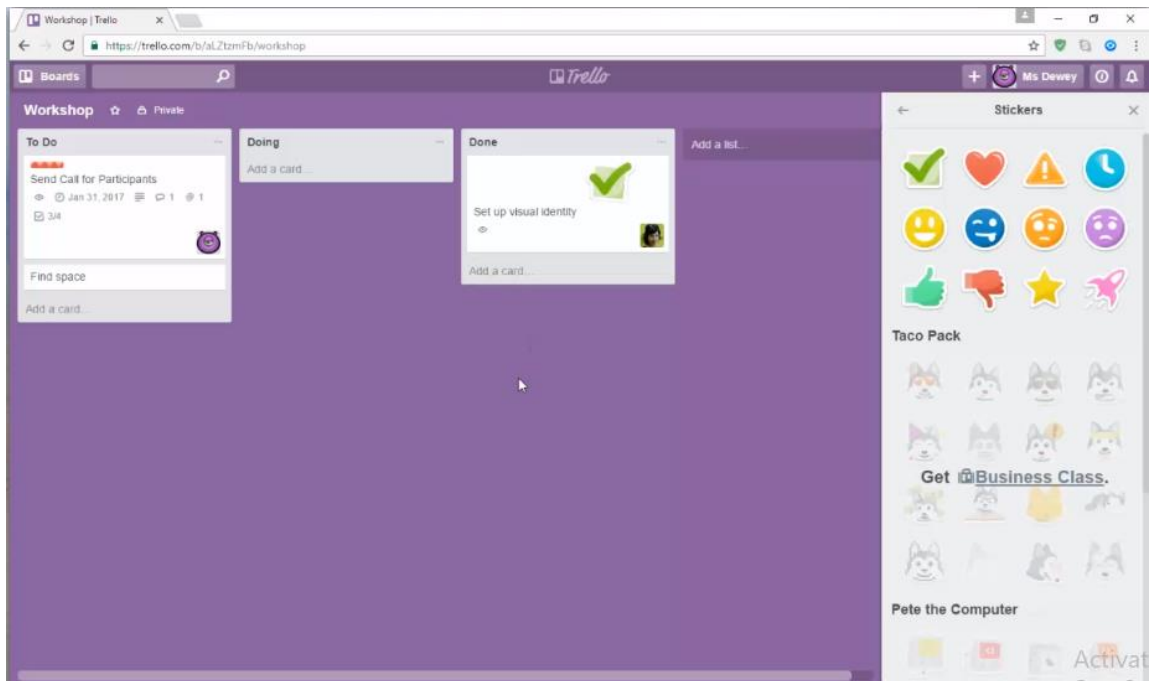 Workshop | Trello
https://trello.com/b/aLZtzmFb/workshop
Boards
Trello
Ms Dewey
Workshop
Private
Stickers
To Do
Send Call for Participants
Jan 31, 2017
1
1
3/4
Find space
Add a card...
Doing
Add a card...
Done
Set up visual identity
Add a card...
Add a list...
Taco Pack
Get Business Class.
Pete the Computer
Activat